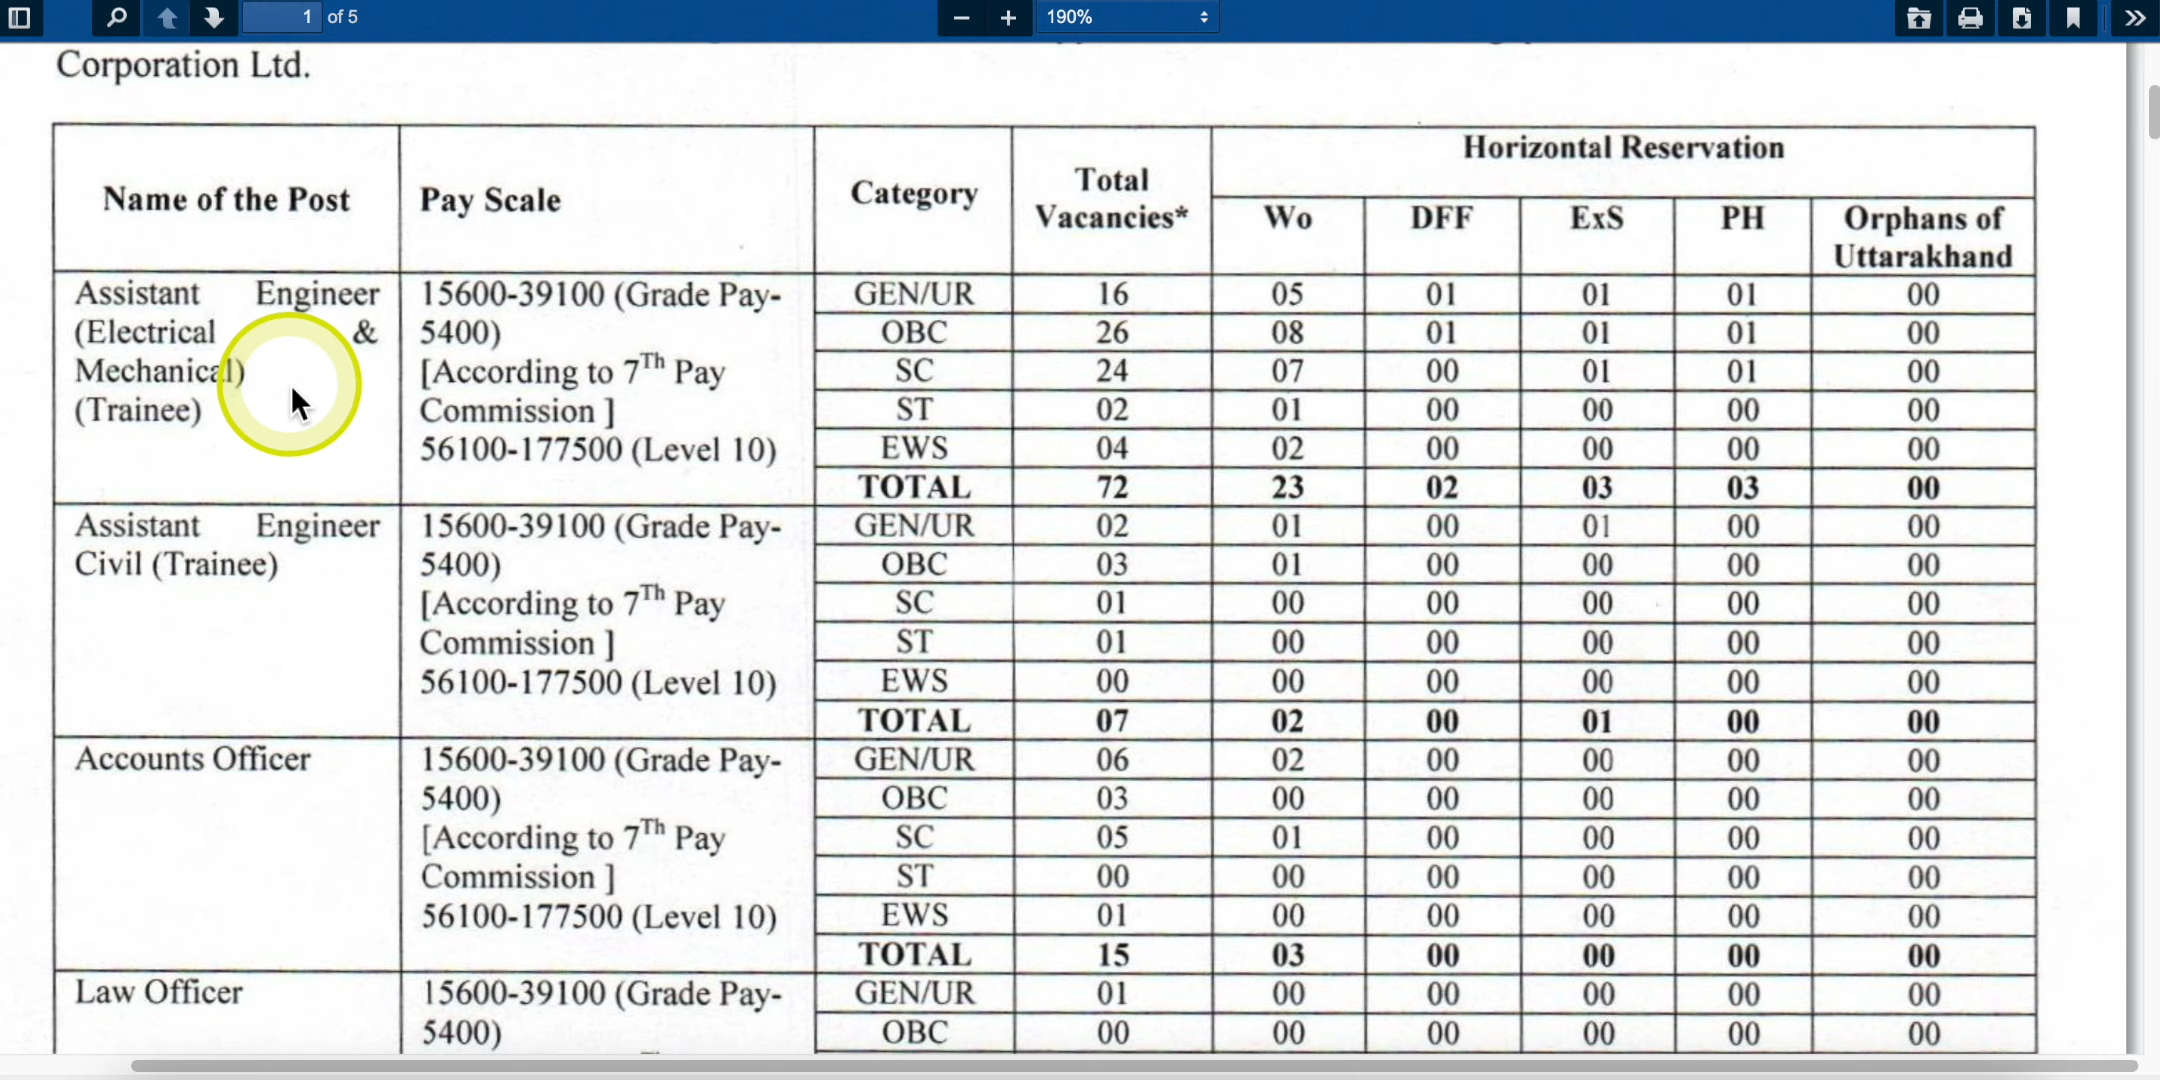 1 of 5
190%
Corporation Ltd.
Name of the Post Pay Scale Category Total Vacancies* Horizontal Reservation
Wo DFF ExS PH Orphans of Uttarakhand
Assistant Engineer (Electrical & Mechanical) (Trainee)
15600-39100 (Grade Pay-5400)
[According to 7Th Pay Commission ]
56100-177500 (Level 10)
GEN/UR 16 05 01 01 01 00
OBC 26 08 01 01 01 00
SC 24 07 00 01 01 00
ST 02 01 00 00 00 00
EWS 04 02 00 00 00 00
TOTAL 72 23 02 03 03 00
Assistant Engineer Civil (Trainee)
15600-39100 (Grade Pay-5400)
[According to 7Th Pay Commission ]
56100-177500 (Level 10)
GEN/UR 02 01 00 01 00 00
OBC 03 01 00 00 00 00
SC 01 00 00 00 00 00
ST 01 00 00 00 00 00
EWS 00 00 00 00 00 00
TOTAL 07 02 00 01 00 00
Accounts Officer
15600-39100 (Grade Pay-5400)
[According to 7Th Pay Commission ]
56100-177500 (Level 10)
GEN/UR 06 02 00 00 00 00
OBC 03 00 00 00 00 00
SC 05 01 00 00 00 00
ST 00 00 00 00 00 00
EWS 01 00 00 00 00 00
TOTAL 15 03 00 00 00 00
Law Officer
15600-39100 (Grade Pay-5400)
GEN/UR 01 00 00 00 00 00
OBC 00 00 00 00 00 00